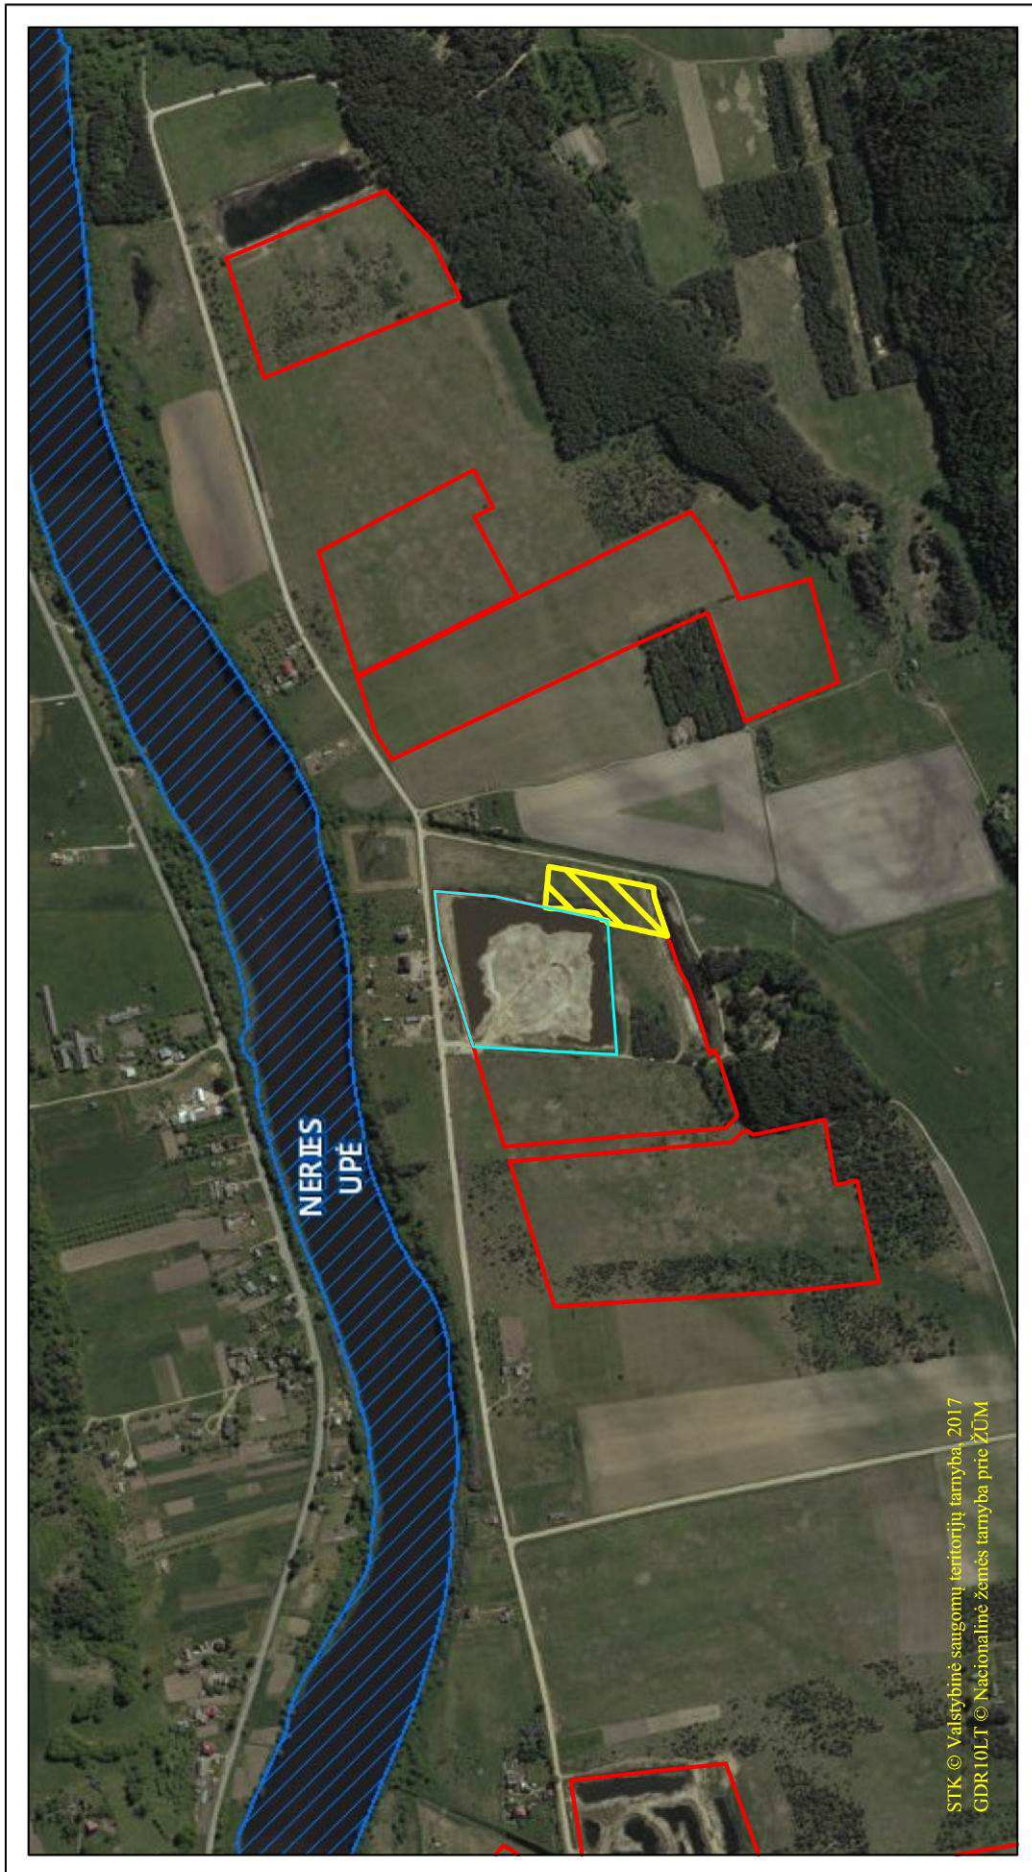 NERIES
UPĖ
STK © Valstybinė saugomų teritorijų tarnyba, 2017
GDR10LT © Nacionalinė žemės tarnyba prie ŽŪM